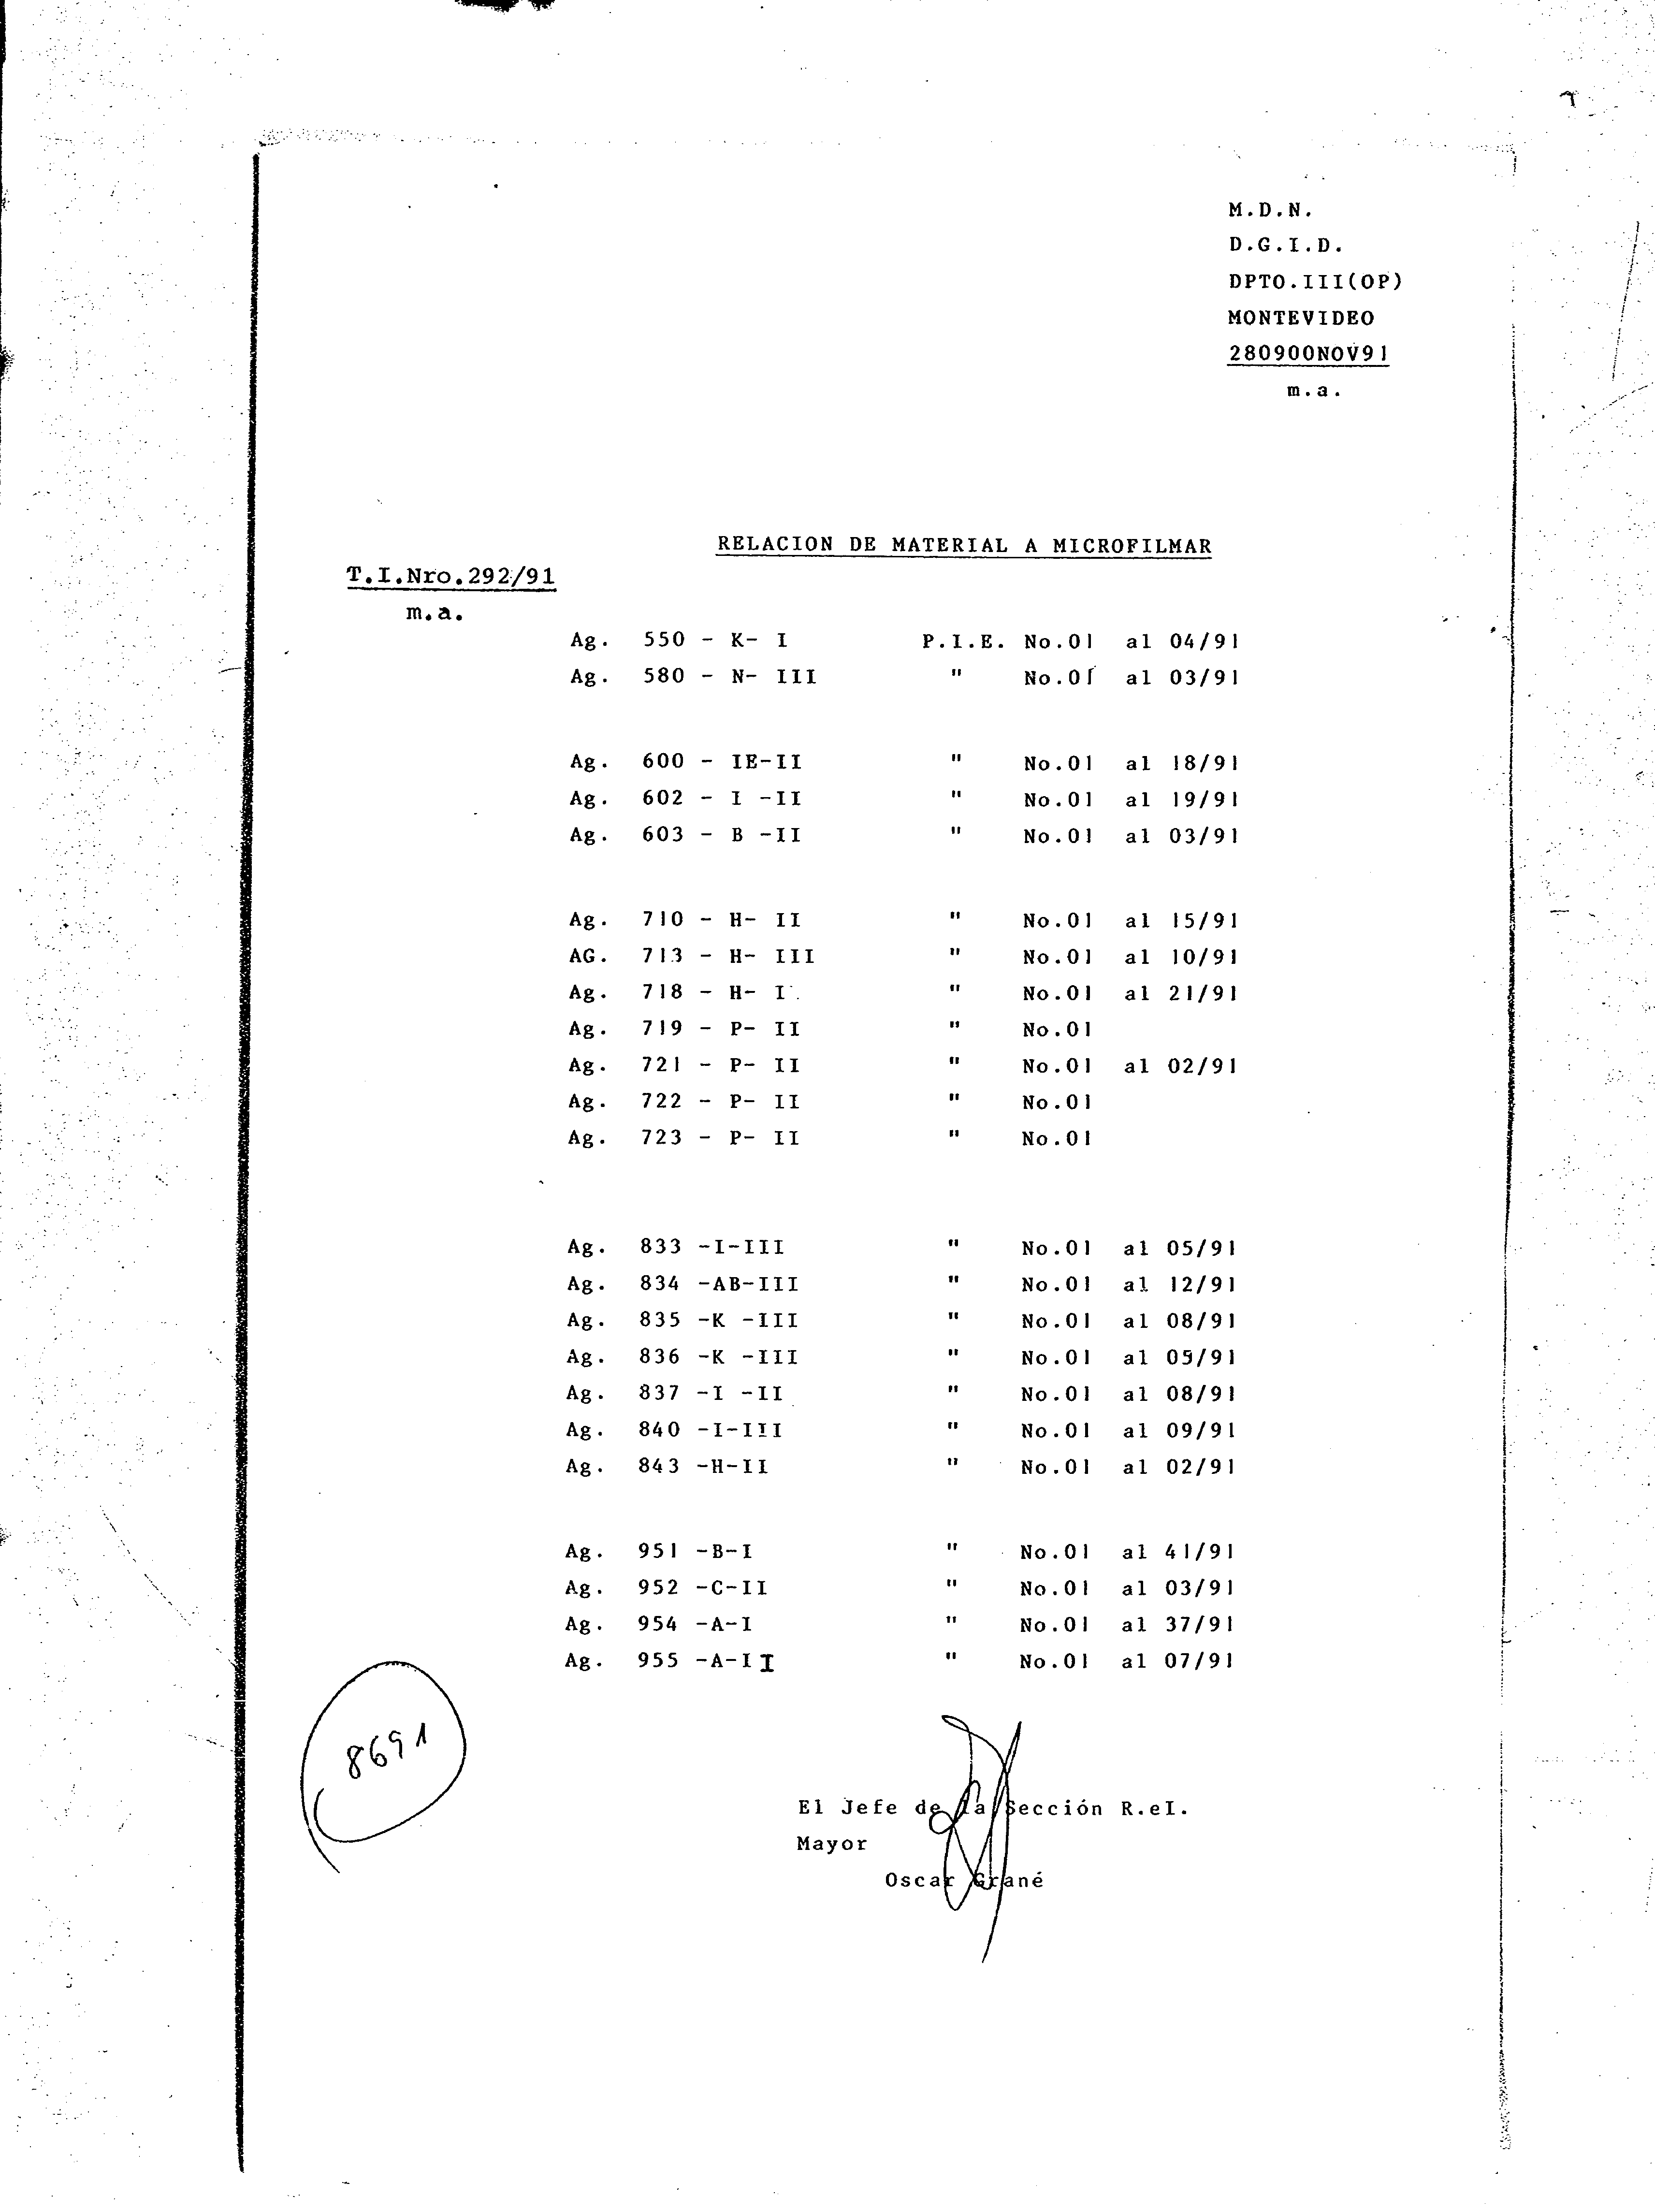 M.D.N.
D.G.I.D.
DPTO.III(OP)
MONTEVIDEO
280900NOV91
m.a.
RELACION DE MATERIAL A MICROFILMAR
T.I.Nro.292/91
m.a.
Ag. 550 - K- I P.I.E. No.01 al 04/91
Ag. 580 - N- III " No.01 al 03/91
Ag. 600 - IE-II " No.01 al 18/91
Ag. 602 - I -II " No.01 al 19/91
Ag. 603 - B -II " No.01 al 03/91
Ag. 710 - H- II " No.01 al 15/91
AG. 713 - H- III " No.01 al 10/91
Ag. 718 - H- I " No.01 al 21/91
Ag. 719 - P- II " No.01
Ag. 721 - P- II " No.01 al 02/91
Ag. 722 - P- II " No.01
Ag. 723 - P- II " No.01
Ag. 833 -I-III " No.01 al 05/91
Ag. 834 -AB-III " No.01 al 12/91
Ag. 835 -K -III " No.01 al 08/91
Ag. 836 -K -III " No.01 al 05/91
Ag. 837 -I -II " No.01 al 08/91
Ag. 840 -I-III " No.01 al 09/91
Ag. 843 -H-II " No.01 al 02/91
Ag. 951 -B-I " No.01 al 41/91
Ag. 952 -C-II " No.01 al 03/91
Ag. 954 -A-I " No.01 al 37/91
Ag. 955 -A-II " No.01 al 07/91
8691
El Jefe de la Sección R.eI.
Mayor
Oscar Grané